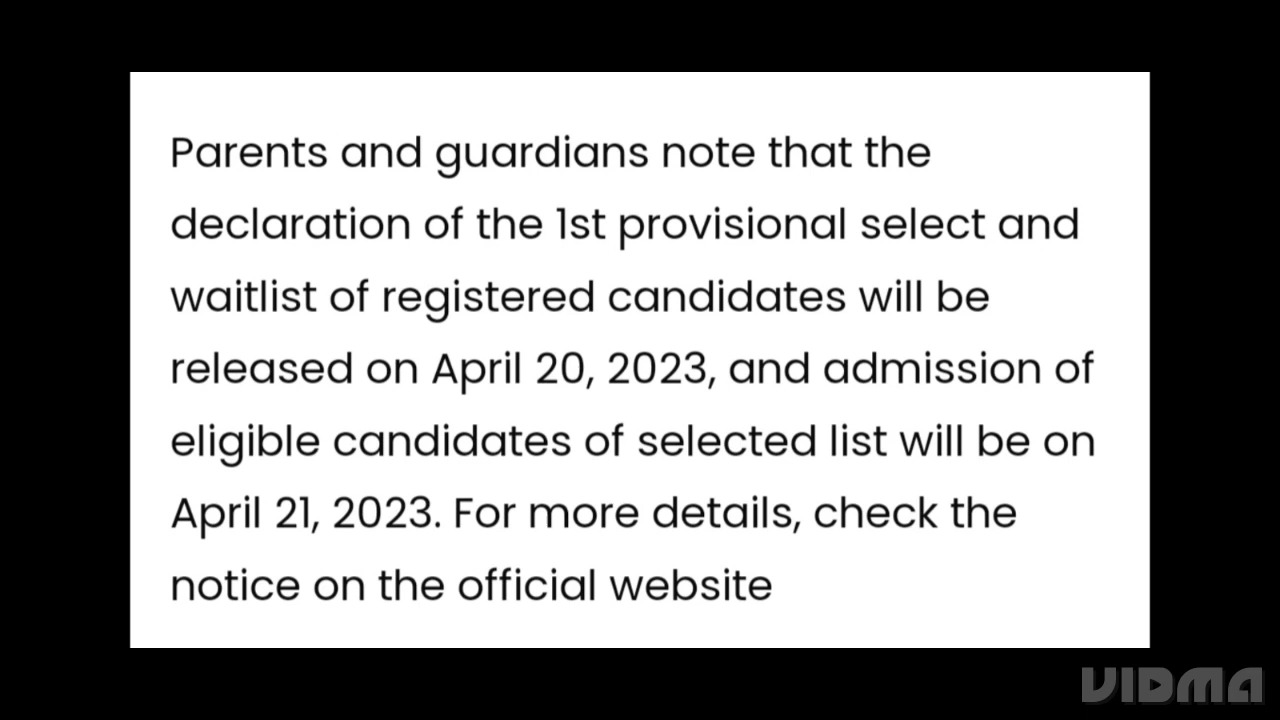 Parents and guardians note that the
declaration of the 1st provisional select and
waitlist of registered candidates will be
released on April 20, 2023, and admission of
eligible candidates of selected list will be on
April 21, 2023. For more details, check the
notice on the official website
VIDMA